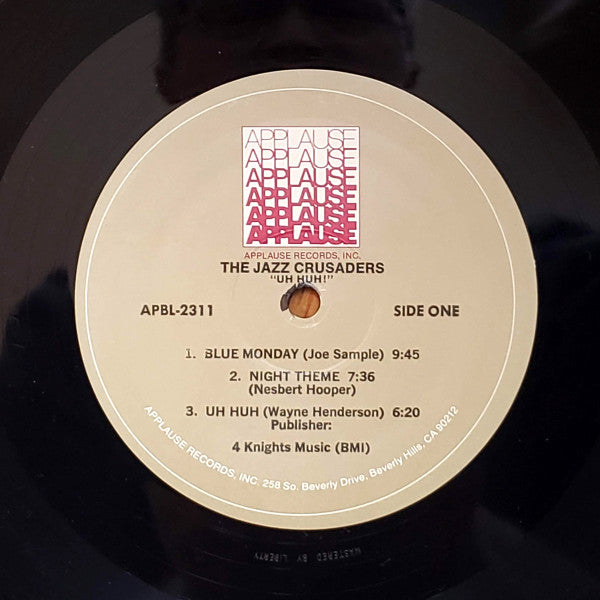 APPLAUSE
APPLAUSE
APPLAUSE
APPLAUSE
APPLAUSE
APPLAUSE
APPLAUSE RECORDS, INC.
THE JAZZ CRUSADERS
"UH HUH!"
APBL-2311 SIDE ONE
1. BLUE MONDAY (Joe Sample) 9:45
2. NIGHT THEME 7:36
(Nesbert Hooper)
3. UH HUH (Wayne Henderson) 6:20
Publisher:
4 Knights Music (BMI)
APPLAUSE RECORDS, INC. 258 So. Beverly Drive, Beverly Hills, CA 90212
MASTERED BY LIBERTY